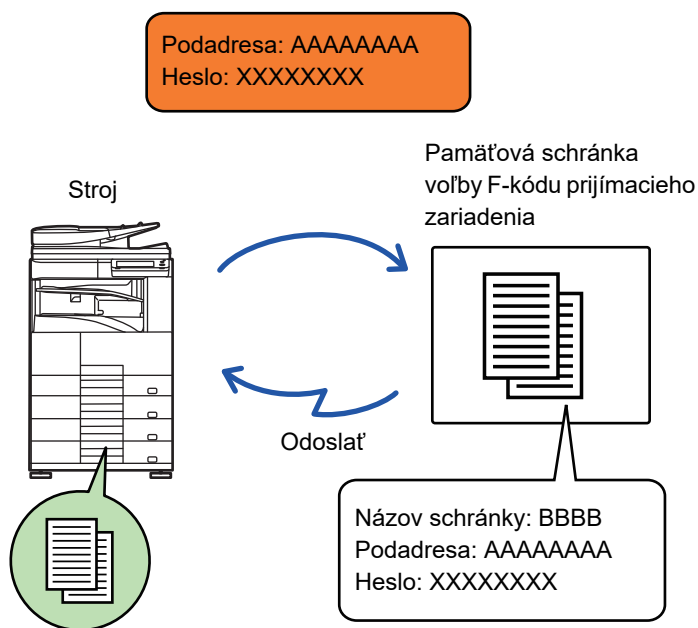 Podadresa: AAAAAAAA
Heslo: XXXXXXXX
Pamäťová schránka
voľby F-kódu prijímacieho
zariadenia
Stroj
Odoslať
Názov schránky: BBBB
Podadresa: AAAAAAAA
Heslo: XXXXXXXX